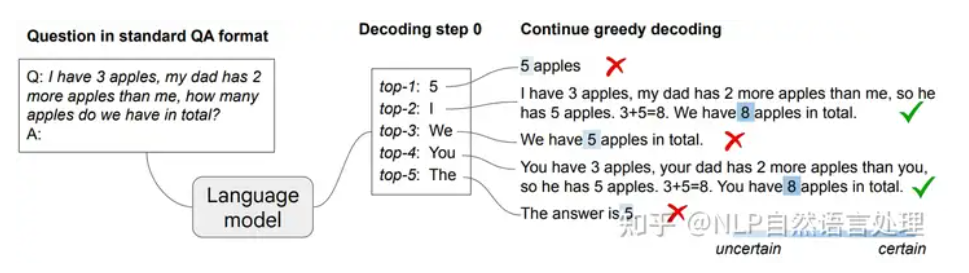 Question in standard QA format
Q: I have 3 apples, my dad has 2
more apples than me, how many
apples do we have in total?
A:
Language
model
Decoding step 0
top-1: 5
top-2: I
top-3: We
top-4: You
top-5: The
Continue greedy decoding
5 apples
I have 3 apples, my dad has 2 more apples than me, so he
has 5 apples. 3+5=8. We have 8 apples in total.
We have 5 apples in total.
You have 3 apples, your dad has 2 more apples than you,
so he has 5 apples. 3+5=8. You have 8 apples in total.
The answer is 5
知乎 @NLP自然语言处理
uncertain certain